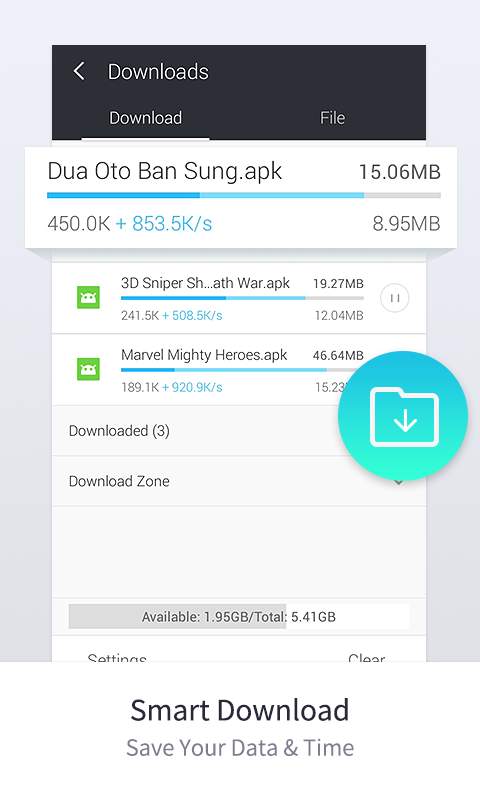 Downloads
Download File
Dua Oto Ban Sung.apk 15.06MB
450.0K + 853.5K/s 8.95MB
3D Sniper Sh...ath War.apk 19.27MB
241.5K + 508.5K/s 12.04MB
Marvel Mighty Heroes.apk 46.64MB
189.1K + 920.9K/s 15.23
Downloaded (3)
Download Zone
Available: 1.95GB/Total: 5.41GB
Settings Clear
Smart Download
Save Your Data & Time